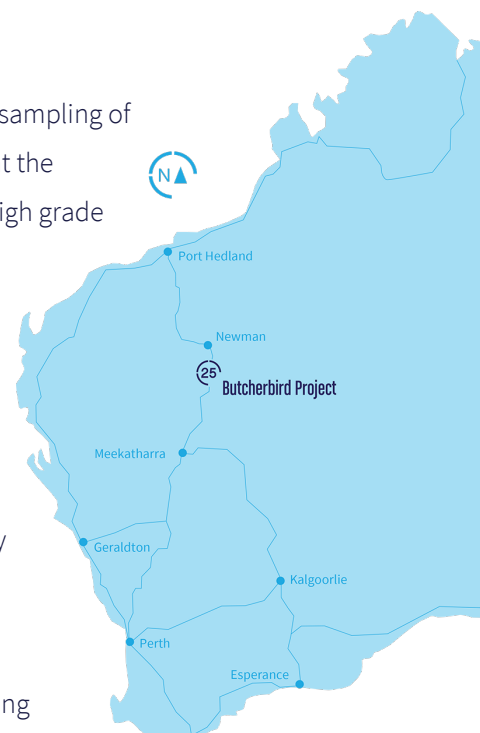 sampling of
t the
igh grade
N
Port Hedland
Newman
25
Butcherbird Project
Meekatharra
y
Geraldton
Kalgoorlie
Perth
Esperance
ng